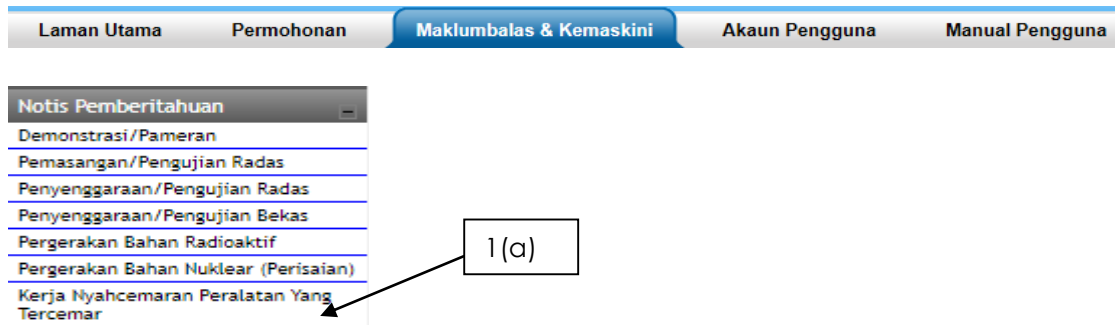 Laman Utama Permohonan Maklumbalas & Kemaskini Akaun Pengguna Manual Pengguna
Notis Pemberitahuan
Demonstrasi/Pameran
Pemasangan/Pengujian Radas
Penyenggaraan/Pengujian Radas
Penyenggaraan/Pengujian Bekas
Pergerakan Bahan Radioaktif
1(a)
Pergerakan Bahan Nuklear (Perisaian)
Kerja Nyahcemaran Peralatan Yang
Tercemar